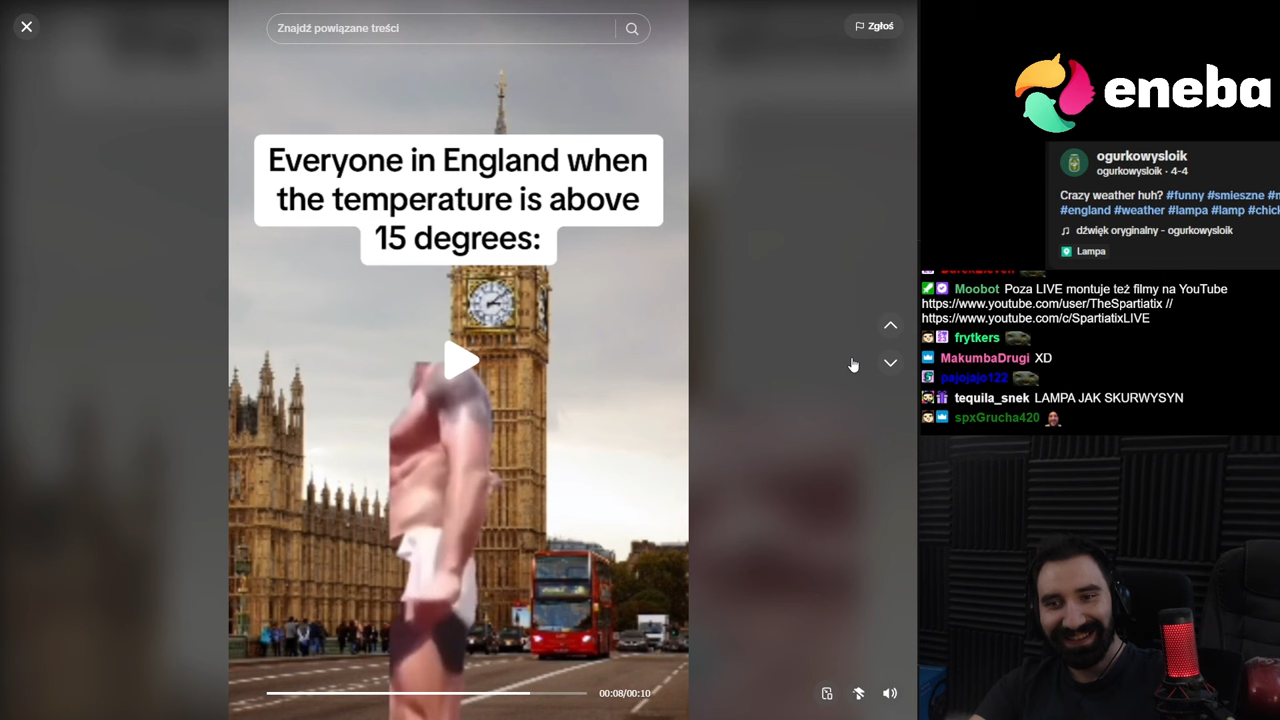 Znajdź powiązane treści
Zgłoś
Everyone in England when
the temperature is above
15 degrees:
00:08/00:10
eneba
ogurkowysloik
ogurkowysloik · 4-4
Crazy weather huh? #funny #smieszne
#england #weather #lampa #lamp
dźwięk oryginalny - ogurkowysloik
Lampa
Moobot Poza LIVE montuje też filmy na YouTube
https://www.youtube.com/user/TheSpartiatix //
https://www.youtube.com/c/SpartiatixLIVE
frytkers
MakumbaDrugi XD
pajojajo122
tequila_snek LAMPA JAK SKURWYSYN
spxGrucha420